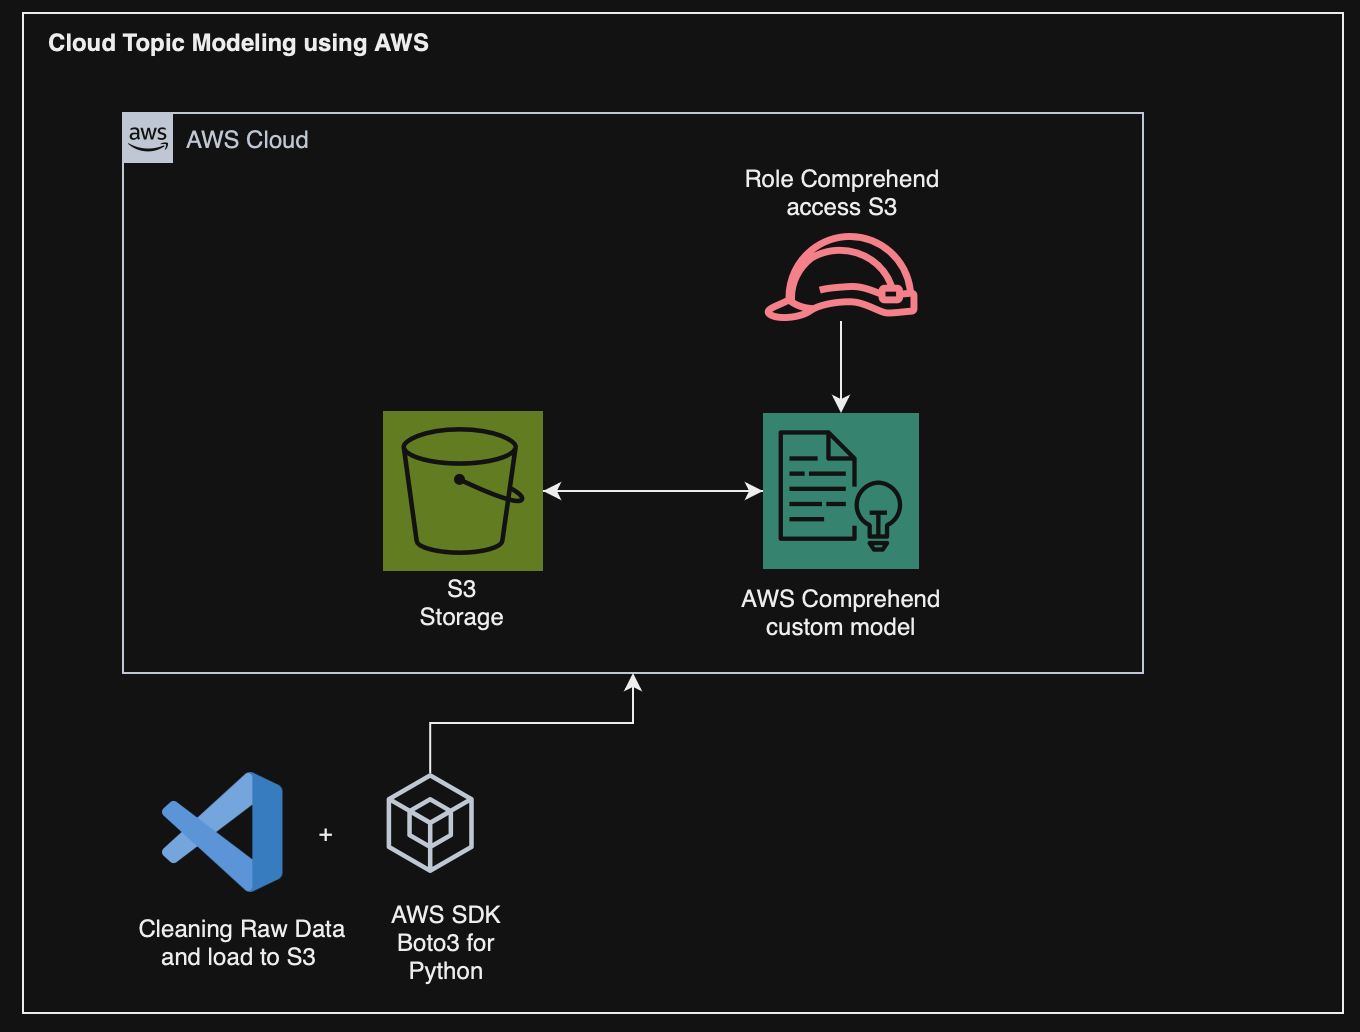 Cloud Topic Modeling using AWS
aws
AWS Cloud
Role Comprehend
access S3
S3
Storage
AWS Comprehend
custom model
+
Cleaning Raw Data
and load to S3
AWS SDK
Boto3 for
Python